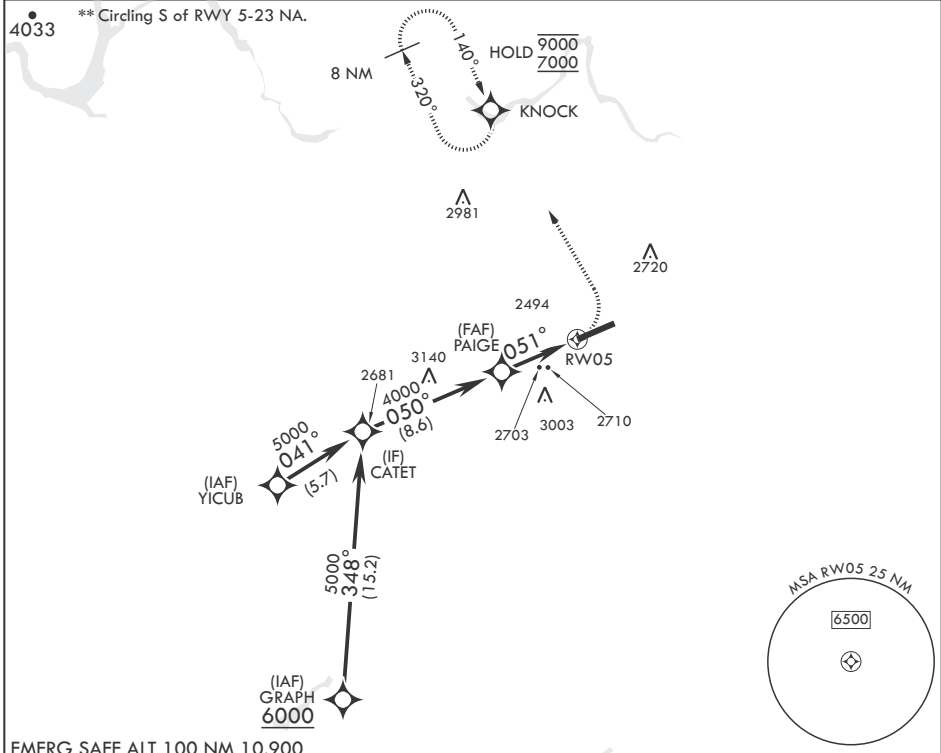 4033
** Circling S of RWY 5-23 NA.
HOLD 9000
7000
140°
8 NM
320°
KNOCK
2981
2720
2494
(FAF)
PAIGE
051°
RW05
3140
2681
4000
050°
(8.6)
2703
3003
2710
5000
041°
(5.7)
(IF)
CATET
(IAF)
YICUB
5000
348°
(15.2)
MSA RW05 25 NM
6500
(IAF)
GRAPH
6000
EMERG SAFE ALT 100 NM 10,900